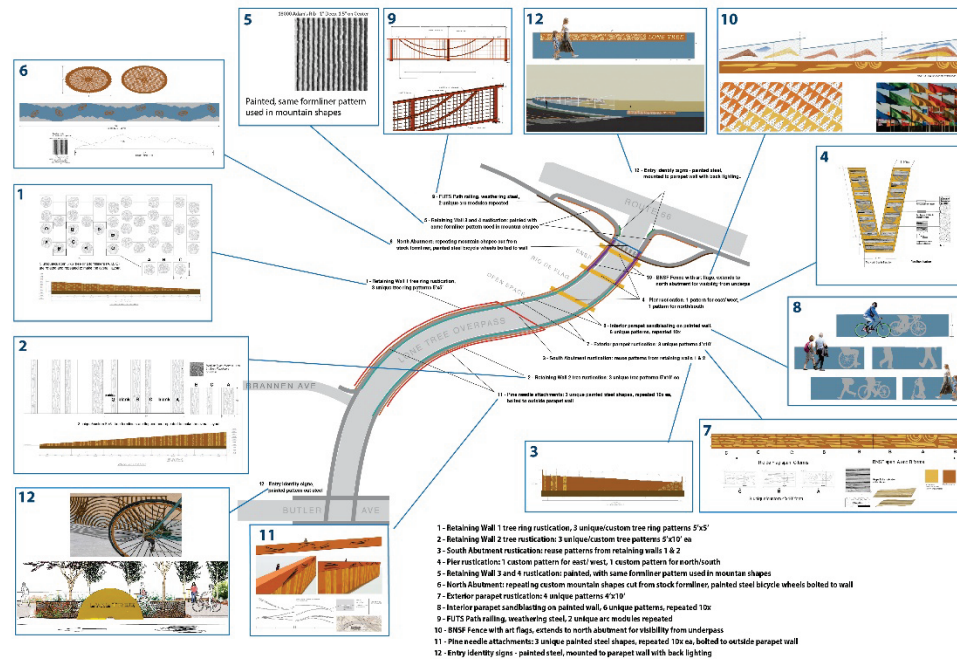 5
Painted, same formliner pattern
used in mountain shapes
9
12
LONE TREE
10
6
4
1
2
8
7
3
12
11
12 - Entry identity signs - painted steel,
mounted to parapet wall with back lighting.
9 - FUTS Path railing, weathering steel,
2 unique arc modules repeated
5 - Retaining Wall 3 and 4 rustication: painted with
same formliner pattern used in mountain shapes
6 - North Abutment: repeating mountain shapes cut from
stock formliner, painted steel bicycle wheels bolted to wall
1 - Retaining Wall 1 tree ring rustication,
3 unique tree ring patterns 5'x5'
10 - BNSF Fence with art flags, extends to
north abutment for visibility from underpass
4 - Pier rustication: 1 pattern for east/west,
1 pattern for north/south
8 - Interior parapet sandblasting on painted wall,
6 unique patterns, repeated 10x
7 - Exterior parapet rustication: 4 unique patterns 4'x10'
3 - South Abutment rustication: reuse patterns from retaining walls 1 & 2
2 - Retaining Wall 2 tree rustication: 3 unique tree patterns 5'x10' ea
11 - Pine needle attachments: 3 unique painted steel shapes, repeated 10x ea,
bolted to outside parapet wall
12 - Entry identity signs,
painted pattern cut steel
ROUTE 66
BNSF
RIO DE FLAG
OPEN SPACE
LONE TREE OVERPASS
BRANNEN AVE
BUTLER AVE
1 - Retaining Wall 1 tree ring rustication, 3 unique/custom tree ring patterns 5'x5'
2 - Retaining Wall 2 tree rustication: 3 unique/custom tree patterns 5'x10' ea
3 - South Abutment rustication: reuse patterns from retaining walls 1 & 2
4 - Pier rustication: 1 custom pattern for east/ west, 1 custom pattern for north/south
5 - Retaining Wall 3 and 4 rustication: painted, with same formliner pattern used in mountan shapes
6 - North Abutment: repeating custom mountain shapes cut from stock formliner, painted steel bicycle wheels bolted to wall
7 - Exterior parapet rustication: 4 unique patterns 4'x10'
8 - Interior parapet sandblasting on painted wall, 6 unique patterns, repeated 10x
9 - FUTS Path railing, weathering steel, 2 unique arc modules repeated
10 - BNSF Fence with art flags, extends to north abutment for visibility from underpass
11 - Pine needle attachments: 3 unique painted steel shapes, repeated 10x ea, bolted to outside parapet wall
12 - Entry identity signs - painted steel, mounted to parapet wall with back lighting